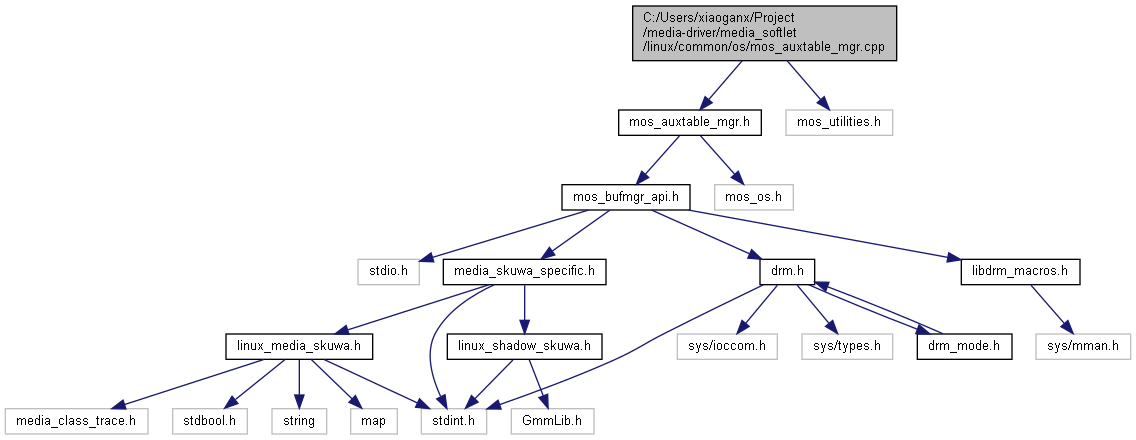 C:/Users/xiaoganx/Project
/media-driver/media_softlet
/linux/common/os/mos_auxtable_mgr.cpp
mos_auxtable_mgr.h
mos_utilities.h
mos_bufmgr_api.h
mos_os.h
stdio.h
media_skuwa_specific.h
drm.h
libdrm_macros.h
linux_media_skuwa.h
linux_shadow_skuwa.h
sys/ioccom.h
sys/types.h
drm_mode.h
sys/mman.h
media_class_trace.h
stdbool.h
string
map
stdint.h
GmmLib.h